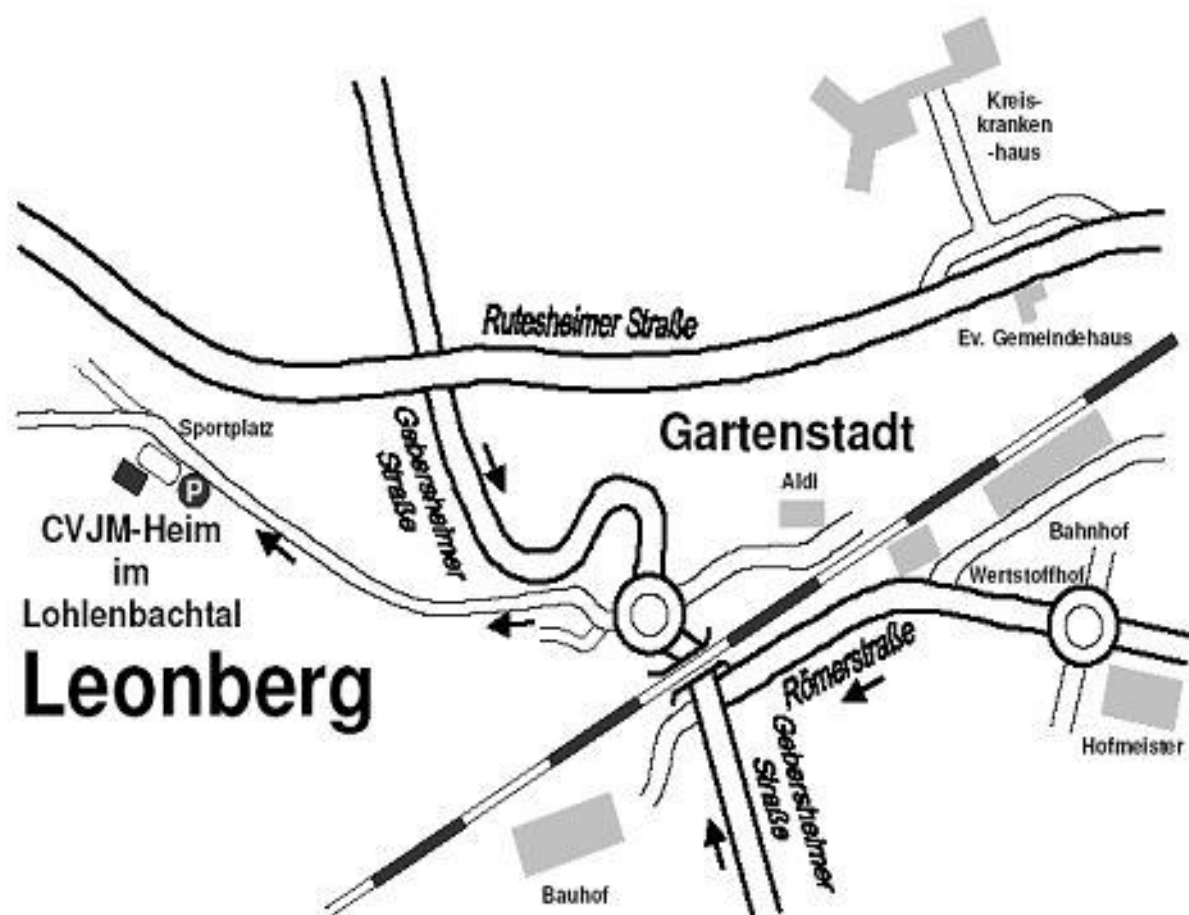 Kreis-
kranken
-haus
Rutesheimer Straße
Ev. Gemeindehaus
Sportplatz
Gebersheimer
Straße
Gartenstadt
Aldi
P
CVJM-Heim
im
Lohlenbachtal
Bahnhof
Wertstoffhof
Leonberg
Römerstraße
Hofmeister
Gebersheimer
Straße
Bauhof